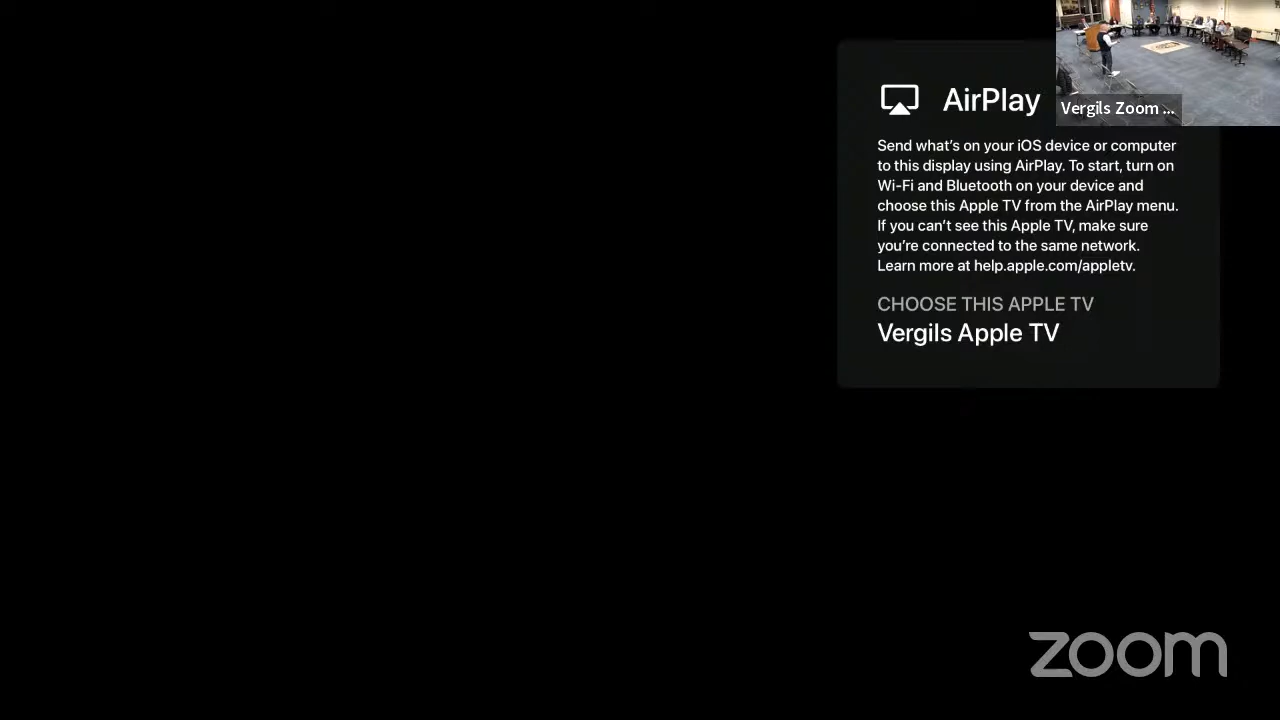 AirPlay
Vergils Zoom ...
Send what's on your iOS device or computer
to this display using AirPlay. To start, turn on
Wi-Fi and Bluetooth on your device and
choose this Apple TV from the AirPlay menu.
If you can't see this Apple TV, make sure
you're connected to the same network.
Learn more at help.apple.com/appletv.
CHOOSE THIS APPLE TV
Vergils Apple TV
zoom